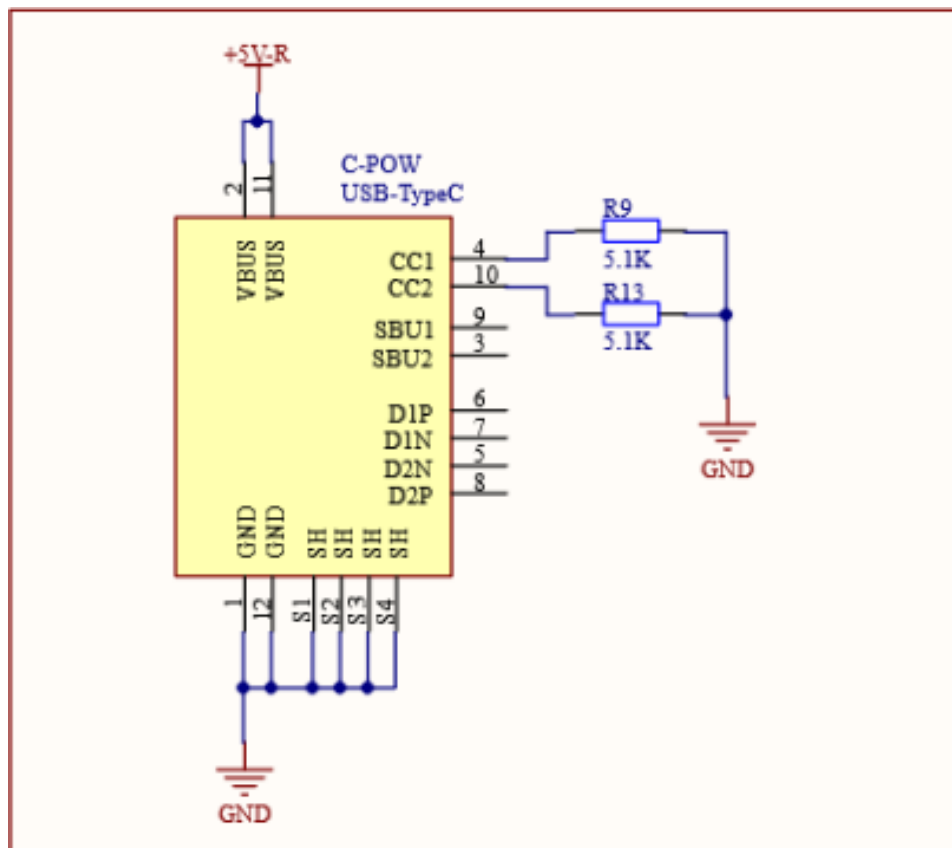 +5V-R
C-POW
USB-TypeC
2
11
VBUS
VBUS
CC1
4
CC2
10
SBU1
9
SBU2
3
D1P
6
D1N
7
D2N
5
D2P
8
R9
5.1K
R13
5.1K
GND
GND
GND
SH
SH
SH
SH
1
12
S1
S2
S3
S4
GND